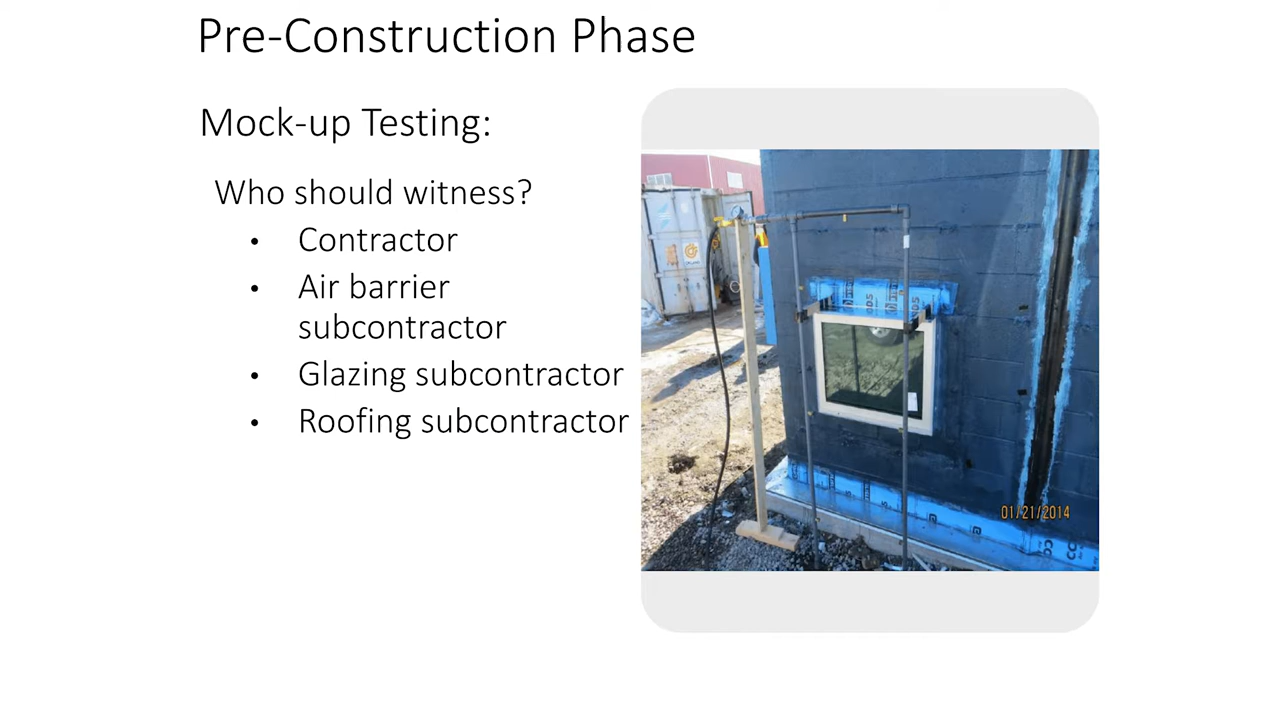 Pre-Construction Phase
Mock-up Testing:
Who should witness?
• Contractor
• Air barrier
subcontractor
• Glazing subcontractor
• Roofing subcontractor
01/21/2014